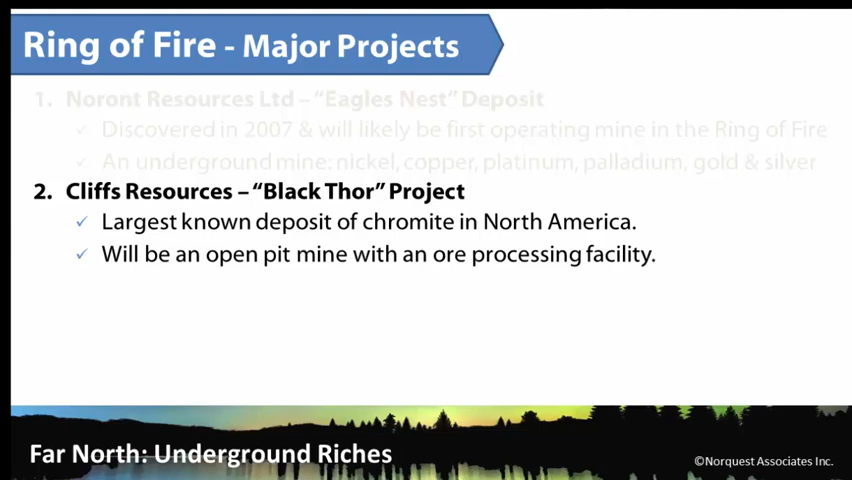 Ring of Fire - Major Projects
1. Noront Resources Ltd – “Eagles Nest” Deposit
✓ Discovered in 2007 & will likely be first operating mine in the Ring of Fire
✓ An underground mine: nickel, copper, platinum, palladium, gold & silver
2. Cliffs Resources – “Black Thor” Project
✓ Largest known deposit of chromite in North America.
✓ Will be an open pit mine with an ore processing facility.
Far North: Underground Riches
©Norquest Associates Inc.